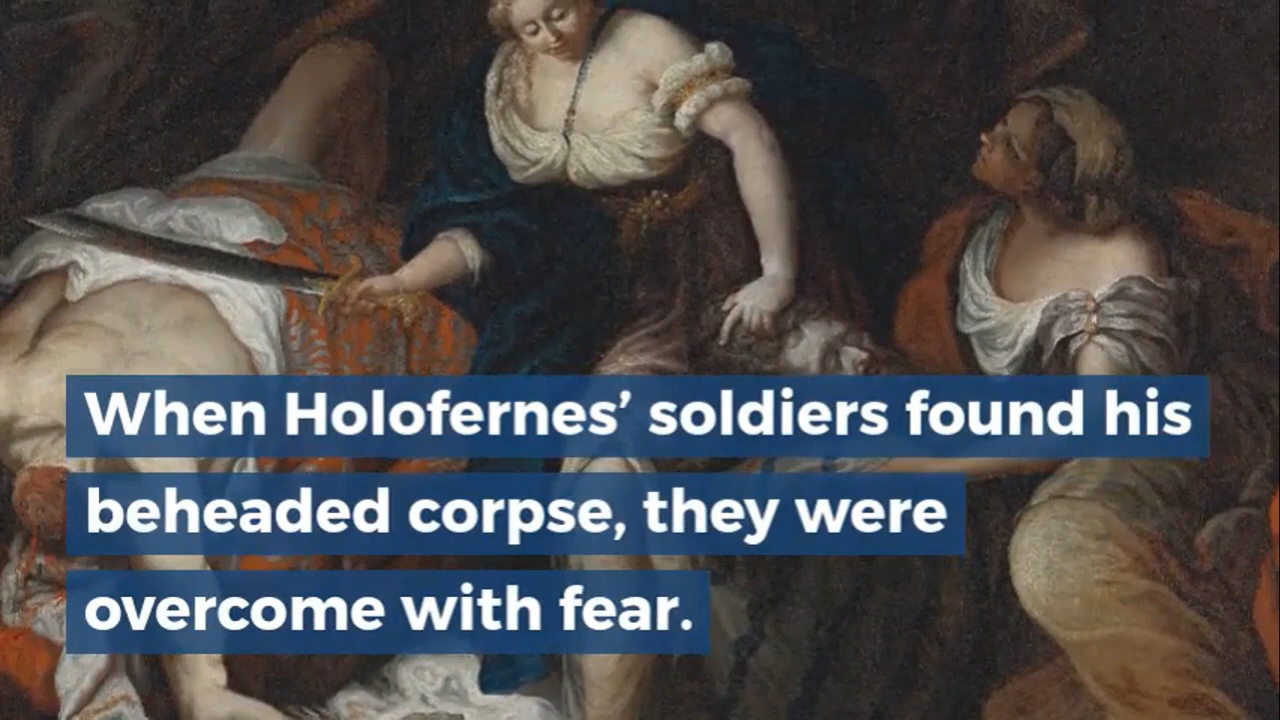 When Holofernes’ soldiers found his
beheaded corpse, they were
overcome with fear.